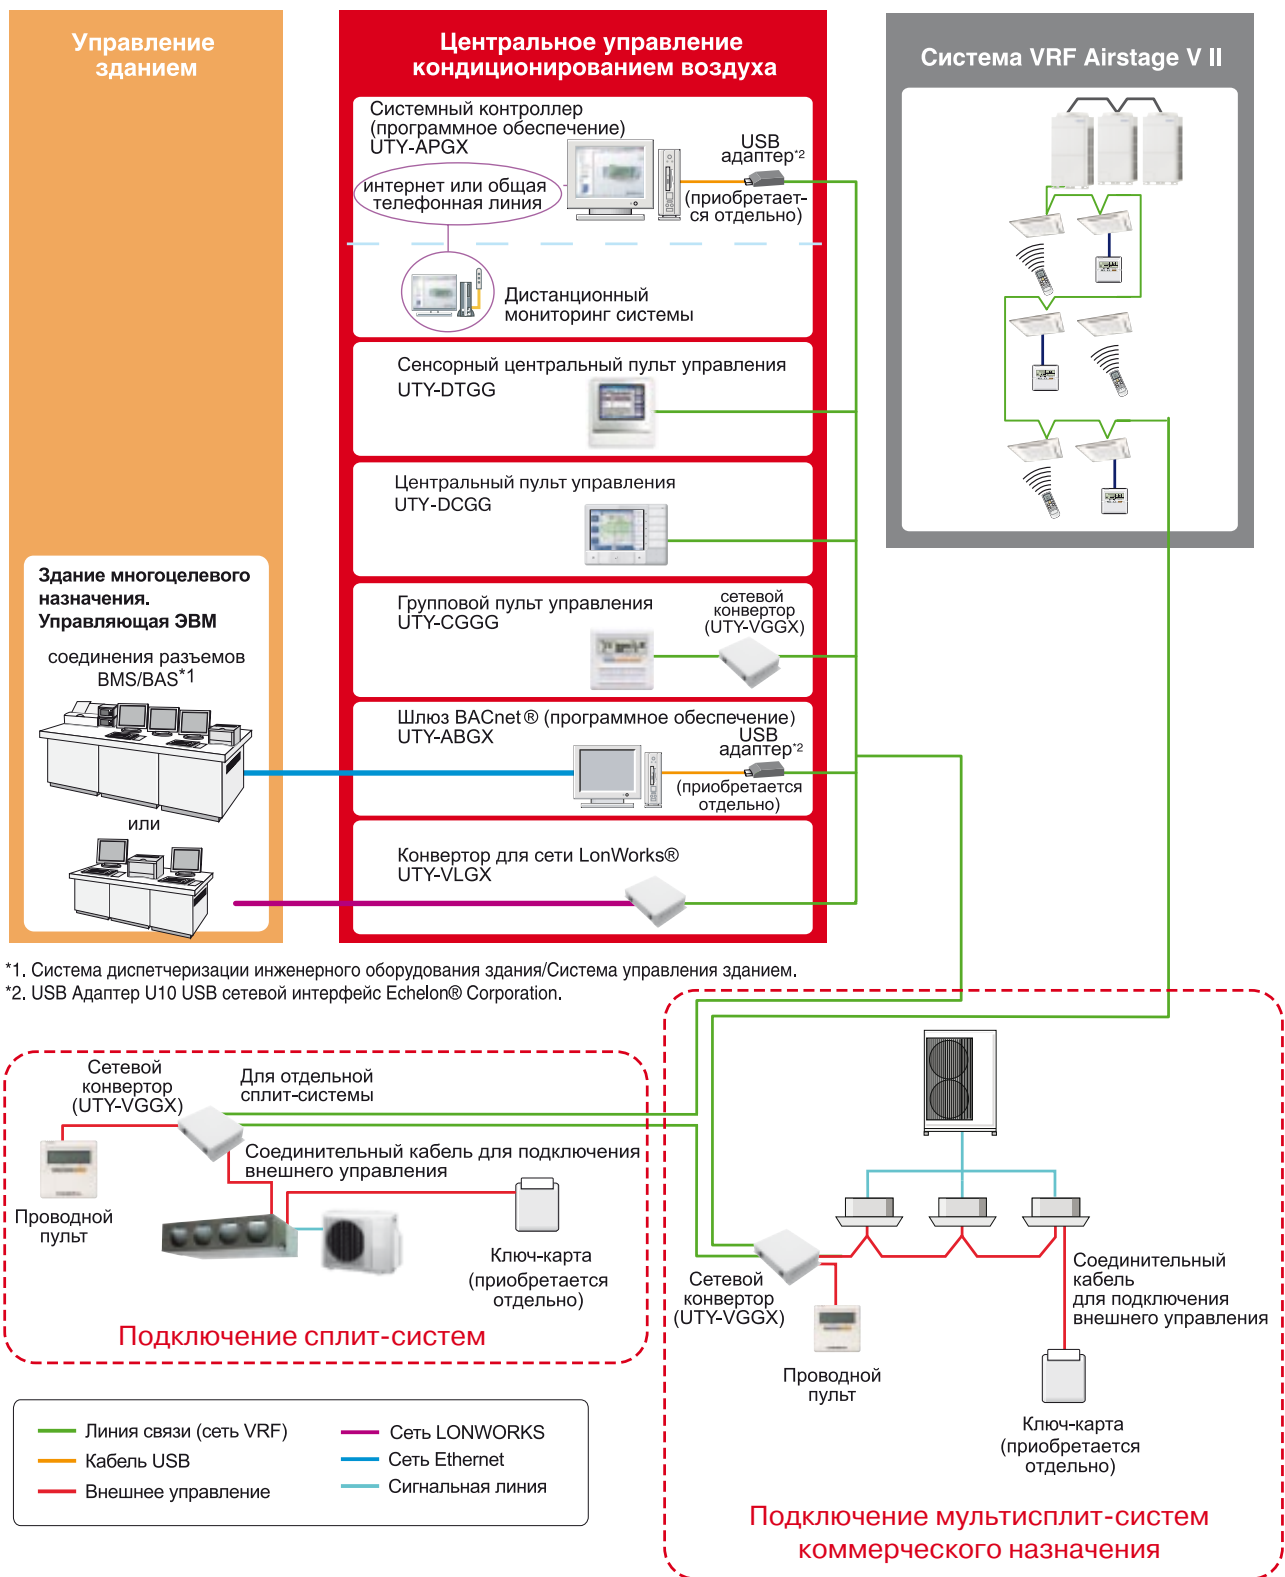 Управление
зданием
Центральное управление
кондиционированием воздуха
Система VRF Airstage V II
Системный контроллер
(программное обеспечение)
UTY-APGX
USB
адаптер*2
(приобретает-
ся отдельно)
интернет или общая
телефонная линия
Дистанционный
мониторинг системы
Сенсорный центральный пульт управления
UTY-DTGG
Центральный пульт управления
UTY-DCGG
Групповой пульт управления
UTY-CGGG
сетевой
конвертор
(UTY-VGGX)
Шлюз BACnet® (программное обеспечение)
UTY-ABGX
USB
адаптер*2
(приобретается
отдельно)
Конвертор для сети LonWorks®
UTY-VLGX
Здание многоцелевого
назначения.
Управляющая ЭВМ
соединения разъемов
BMS/BAS*1
или
*1. Система диспетчеризации инженерного оборудования здания/Система управления зданием.
*2. USB Адаптер U10 USB сетевой интерфейс Echelon® Corporation.
Сетевой
конвертор
(UTY-VGGX)
Для отдельной
сплит-системы
Соединительный кабель для подключения
внешнего управления
Проводной
пульт
Ключ-карта
(приобретается
отдельно)
Подключение сплит-систем
Сетевой
конвертор
(UTY-VGGX)
Проводной
пульт
Соединительный
кабель
для подключения
внешнего управления
Ключ-карта
(приобретается
отдельно)
Подключение мультисплит-систем
коммерческого назначения
Линия связи (сеть VRF)
Кабель USB
Внешнее управление
Сеть LONWORKS
Сеть Ethernet
Сигнальная линия